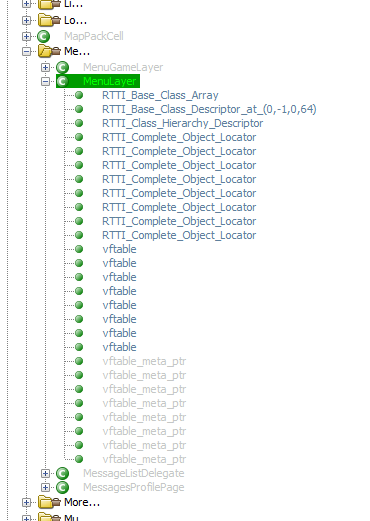 Li...
Lo...
MapPackCell
Me...
MenuGameLayer
MenuLayer
RTTI_Base_Class_Array
RTTI_Base_Class_Descriptor_at_(0,-1,0,64)
RTTI_Class_Hierarchy_Descriptor
RTTI_Complete_Object_Locator
RTTI_Complete_Object_Locator
RTTI_Complete_Object_Locator
RTTI_Complete_Object_Locator
RTTI_Complete_Object_Locator
RTTI_Complete_Object_Locator
RTTI_Complete_Object_Locator
RTTI_Complete_Object_Locator
vftable
vftable
vftable
vftable
vftable
vftable
vftable
vftable
vftable_meta_ptr
vftable_meta_ptr
vftable_meta_ptr
vftable_meta_ptr
vftable_meta_ptr
vftable_meta_ptr
vftable_meta_ptr
vftable_meta_ptr
MessageListDelegate
MessagesProfilePage
More...
Mu...